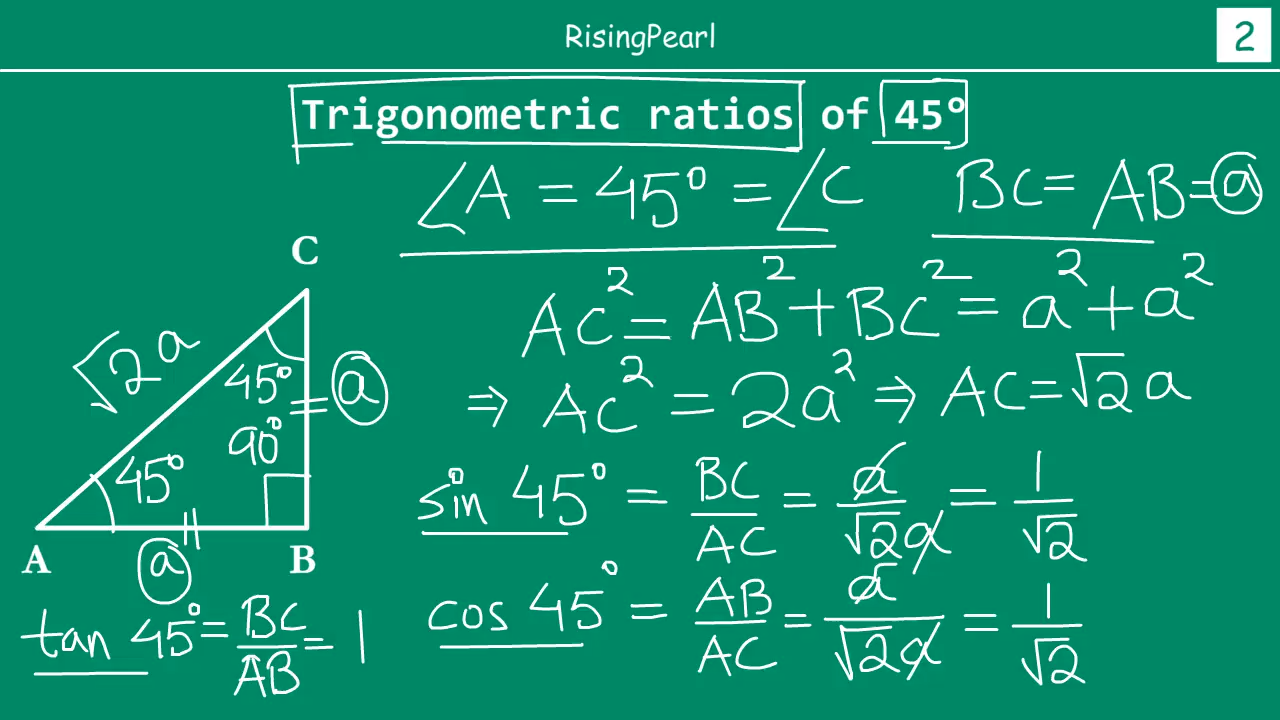 RisingPearl
2
Trigonometric ratios of 45°
∠A = 45° = ∠C
BC = AB = a
AC² = AB² + BC² = a² + a²
⇒ AC² = 2a² ⇒ AC = √2a
sin 45° = BC/AC = a/√2a = 1/√2
cos 45° = AB/AC = a/√2a = 1/√2
C
√2a
45°
a
90°
45°
A
a
B
tan 45° = BC/AB = 1